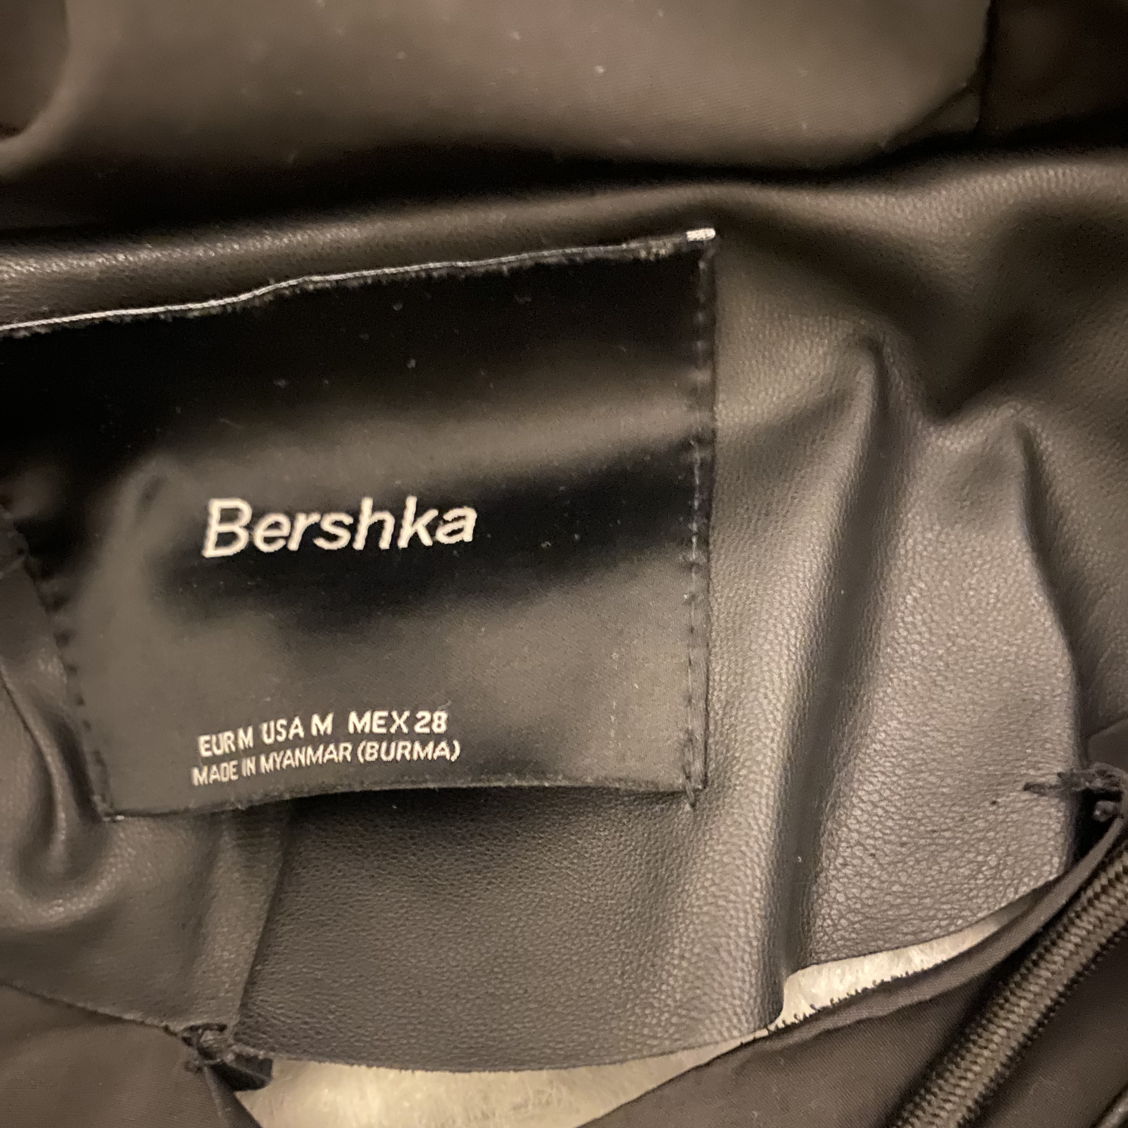 Bershka
EUR M USA M MEX 28
MADE IN MYANMAR (BURMA)